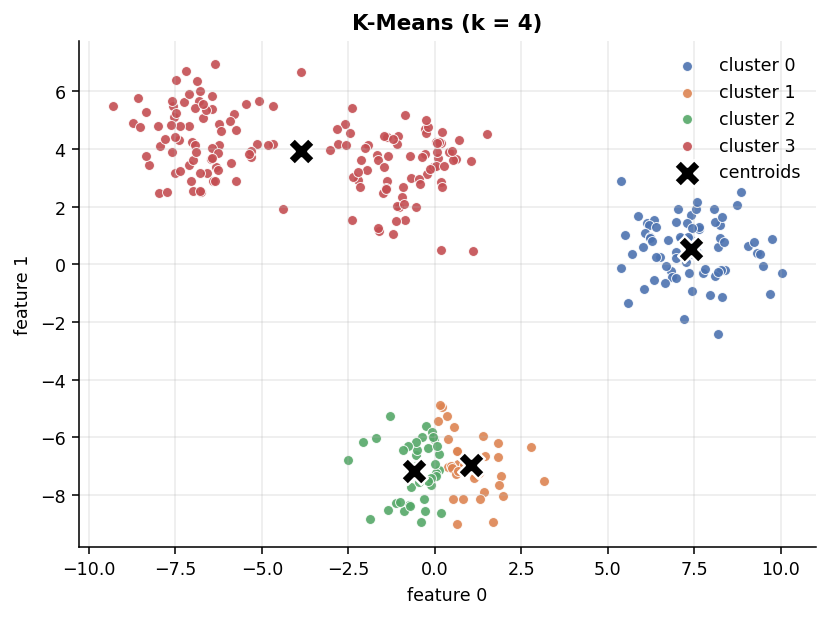 K-Means (k = 4)
cluster 0
cluster 1
cluster 2
cluster 3
centroids
6
4
2
0
−2
−4
−6
−8
feature 1
−10.0 −7.5 −5.0 −2.5 0.0 2.5 5.0 7.5 10.0
feature 0